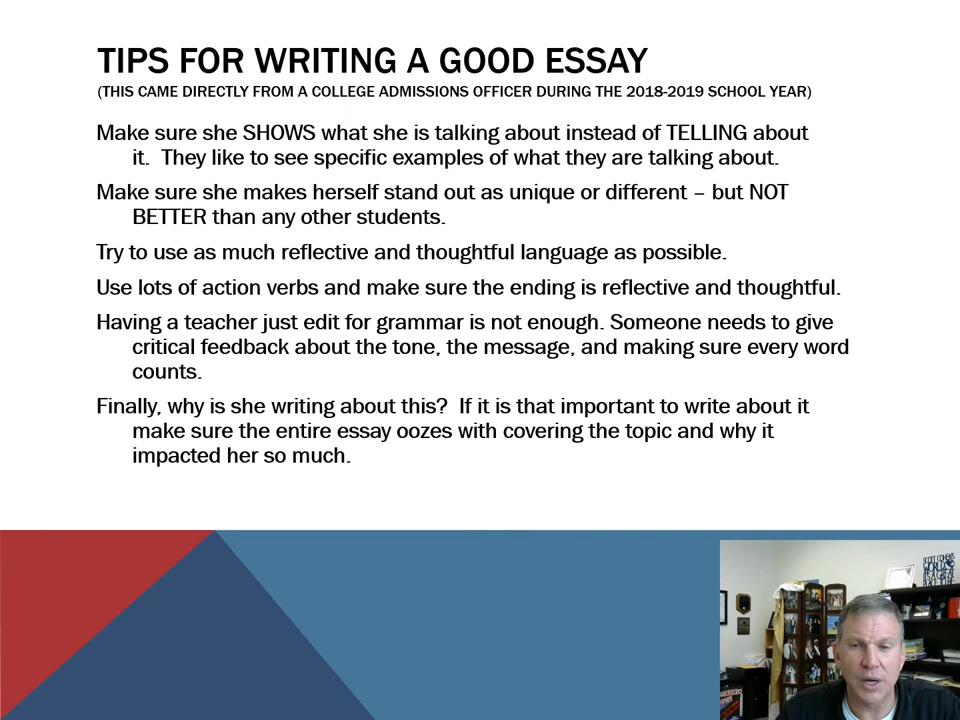 TIPS FOR WRITING A GOOD ESSAY
(THIS CAME DIRECTLY FROM A COLLEGE ADMISSIONS OFFICER DURING THE 2018-2019 SCHOOL YEAR)
Make sure she SHOWS what she is talking about instead of TELLING about
it. They like to see specific examples of what they are talking about.
Make sure she makes herself stand out as unique or different – but NOT
BETTER than any other students.
Try to use as much reflective and thoughtful language as possible.
Use lots of action verbs and make sure the ending is reflective and thoughtful.
Having a teacher just edit for grammar is not enough. Someone needs to give
critical feedback about the tone, the message, and making sure every word
counts.
Finally, why is she writing about this? If it is that important to write about it
make sure the entire essay oozes with covering the topic and why it
impacted her so much.